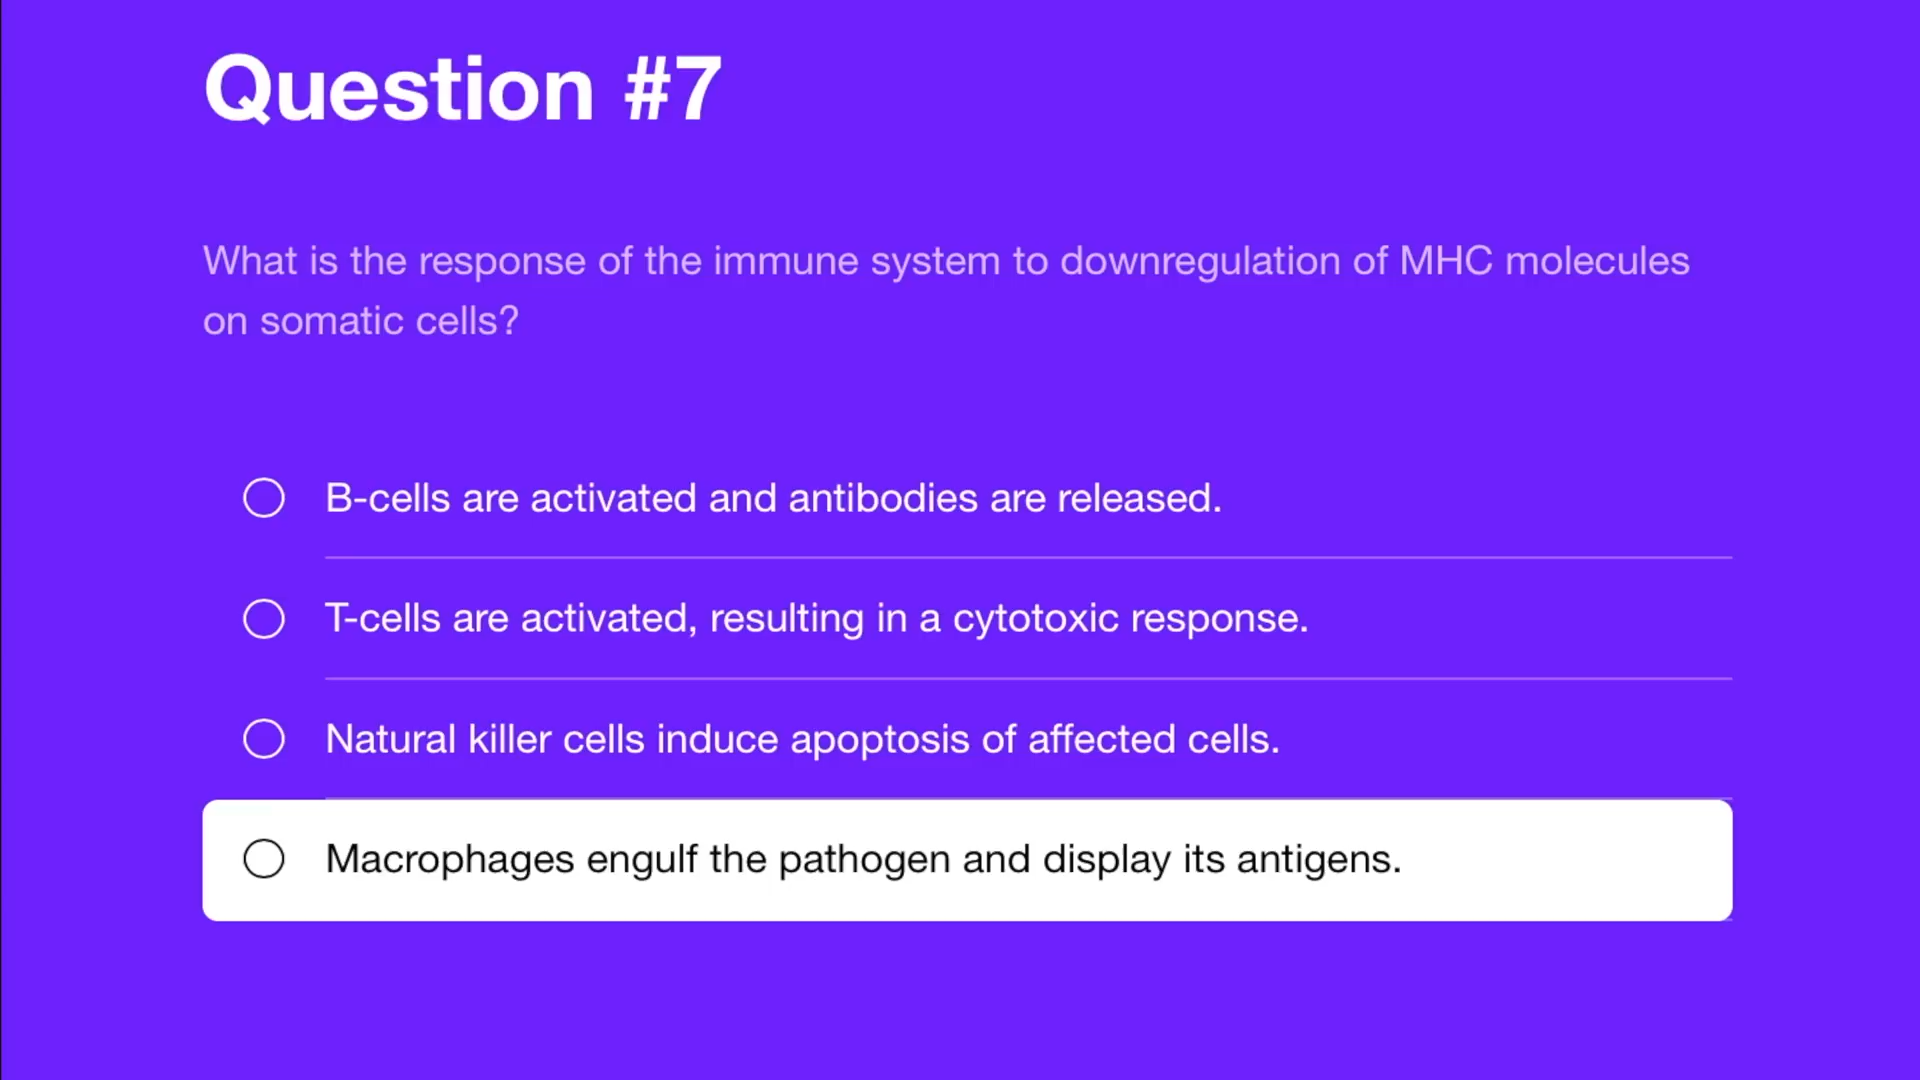 Question #7
What is the response of the immune system to downregulation of MHC molecules
on somatic cells?
B-cells are activated and antibodies are released.
T-cells are activated, resulting in a cytotoxic response.
Natural killer cells induce apoptosis of affected cells.
Macrophages engulf the pathogen and display its antigens.